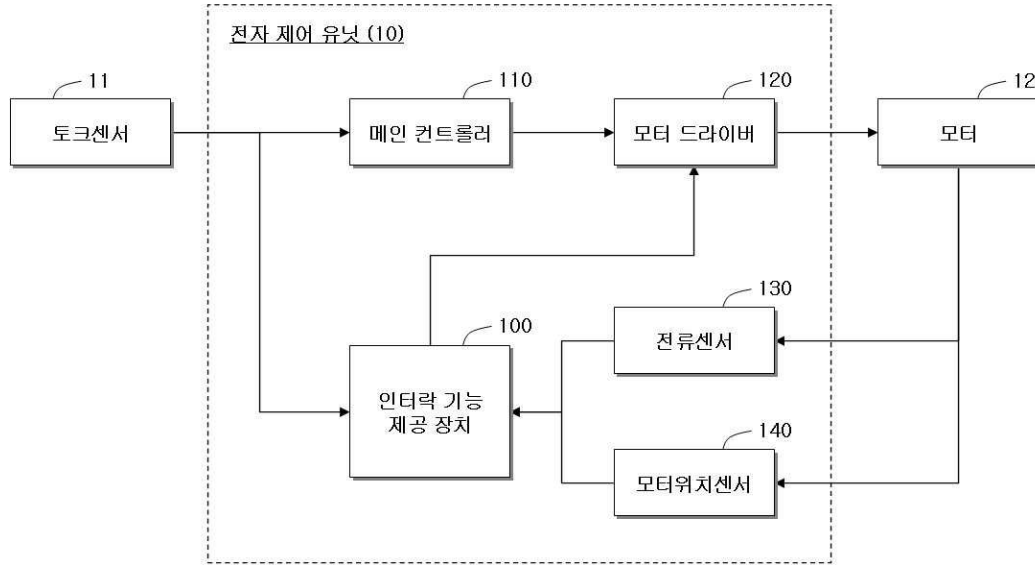 전자 제어 유닛 (10)
11
110
120
12
토크센서
메인 컨트롤러
모터 드라이버
모터
130
전류센서
100
인터락 기능
제공 장치
140
모터위치센서